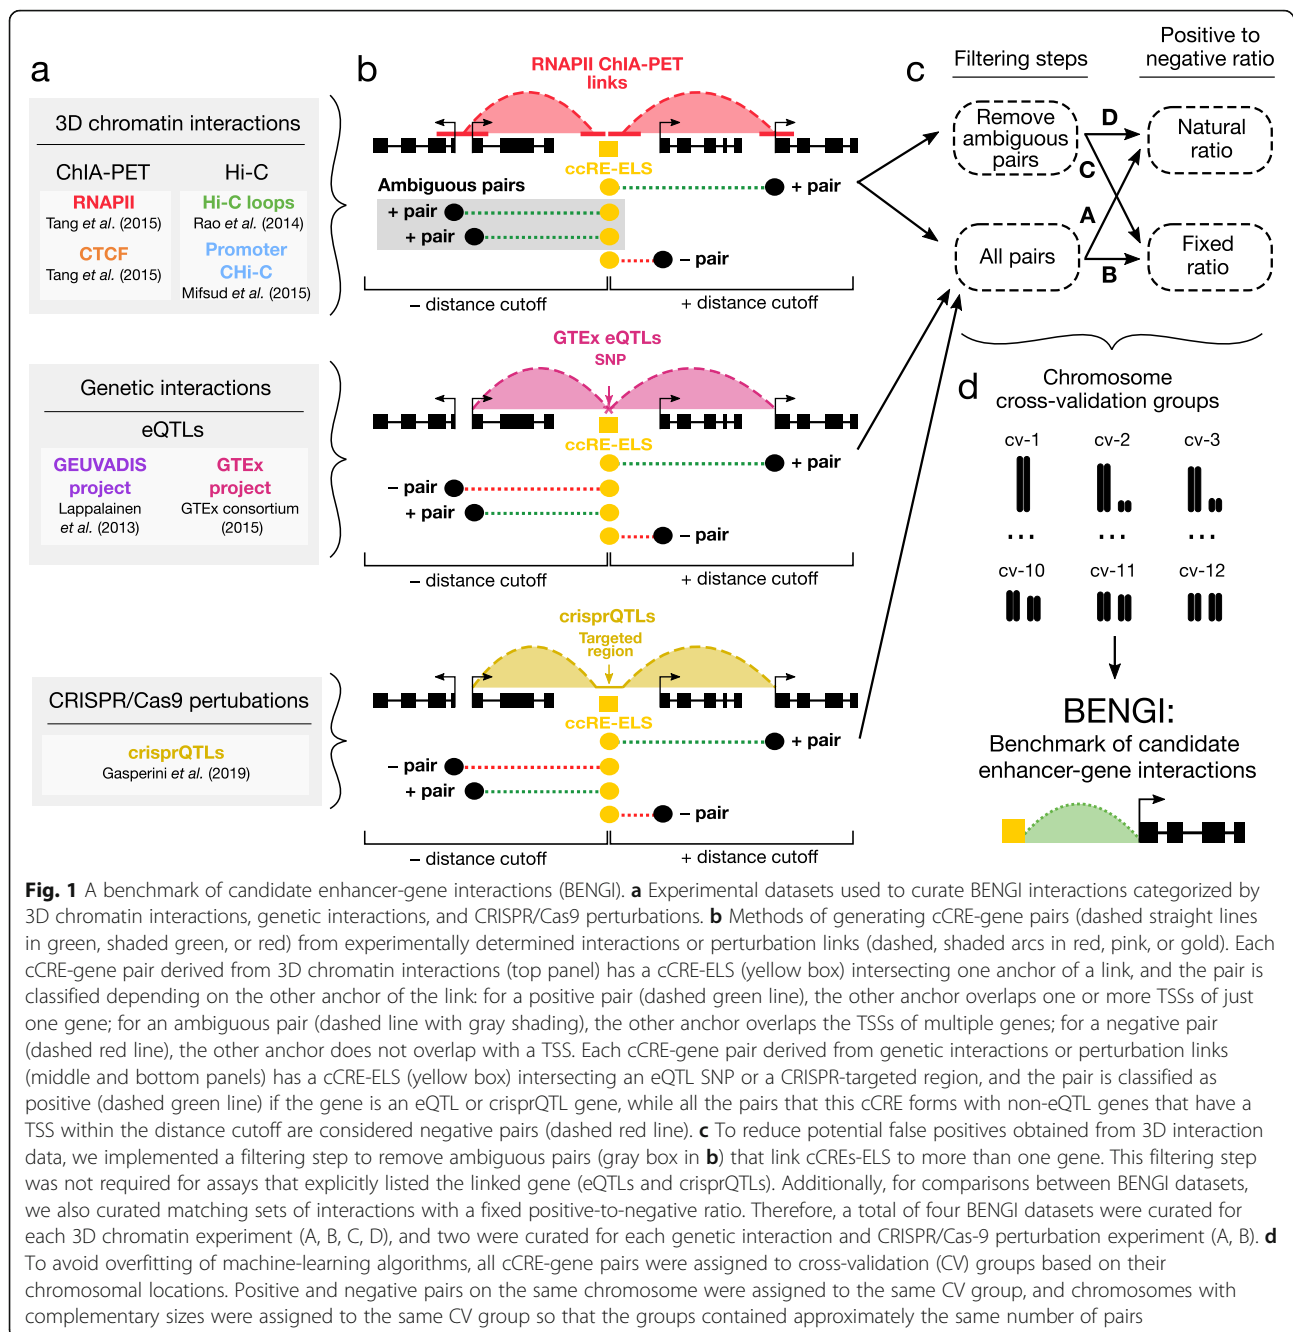 a
3D chromatin interactions
ChIA-PET
Hi-C
RNAPII
Tang et al. (2015)
Hi-C loops
Rao et al. (2014)
CTCF
Tang et al. (2015)
Promoter
CHi-C
Mifsud et al. (2015)
Genetic interactions
eQTLs
GEUVADIS
project
Lappalainen
et al. (2013)
GTEx
project
GTEx consortium
(2015)
CRISPR/Cas9 pertubations
crisprQTLs
Gasperini et al. (2019)
b
RNAPII ChIA-PET
links
ccRE-ELS
Ambiguous pairs
+ pair
+ pair
+ pair
– pair
– distance cutoff
+ distance cutoff
GTEx eQTLs
SNP
ccRE-ELS
+ pair
– pair
+ pair
– pair
– distance cutoff
+ distance cutoff
crisprQTLs
Targeted
region
ccRE-ELS
+ pair
– pair
+ pair
– pair
– distance cutoff
+ distance cutoff
c
Filtering steps
Positive to
negative ratio
Remove
ambiguous
pairs
D
C
A
B
Natural
ratio
All pairs
Fixed
ratio
d
Chromosome
cross-validation groups
cv-1
cv-2
cv-3
...
...
...
cv-10
cv-11
cv-12
BENGI:
Benchmark of candidate
enhancer-gene interactions
Fig. 1 A benchmark of candidate enhancer-gene interactions (BENGI). a Experimental datasets used to curate BENGI interactions categorized by
3D chromatin interactions, genetic interactions, and CRISPR/Cas9 perturbations. b Methods of generating cCRE-gene pairs (dashed straight lines
in green, shaded green, or red) from experimentally determined interactions or perturbation links (dashed, shaded arcs in red, pink, or gold). Each
cCRE-gene pair derived from 3D chromatin interactions (top panel) has a cCRE-ELS (yellow box) intersecting one anchor of a link, and the pair is
classified depending on the other anchor of the link: for a positive pair (dashed green line), the other anchor overlaps one or more TSSs of just
one gene; for an ambiguous pair (dashed line with gray shading), the other anchor overlaps the TSSs of multiple genes; for a negative pair
(dashed red line), the other anchor does not overlap with a TSS. Each cCRE-gene pair derived from genetic interactions or perturbation links
(middle and bottom panels) has a cCRE-ELS (yellow box) intersecting an eQTL SNP or a CRISPR-targeted region, and the pair is classified as
positive (dashed green line) if the gene is an eQTL or crisprQTL gene, while all the pairs that this cCRE forms with non-eQTL genes that have a
TSS within the distance cutoff are considered negative pairs (dashed red line). c To reduce potential false positives obtained from 3D interaction
data, we implemented a filtering step to remove ambiguous pairs (gray box in b) that link cCREs-ELS to more than one gene. This filtering step
was not required for assays that explicitly listed the linked gene (eQTLs and crisprQTLs). Additionally, for comparisons between BENGI datasets,
we also curated matching sets of interactions with a fixed positive-to-negative ratio. Therefore, a total of four BENGI datasets were curated for
each 3D chromatin experiment (A, B, C, D), and two were curated for each genetic interaction and CRISPR/Cas-9 perturbation experiment (A, B). d
To avoid overfitting of machine-learning algorithms, all cCRE-gene pairs were assigned to cross-validation (CV) groups based on their
chromosomal locations. Positive and negative pairs on the same chromosome were assigned to the same CV group, and chromosomes with
complementary sizes were assigned to the same CV group so that the groups contained approximately the same number of pairs